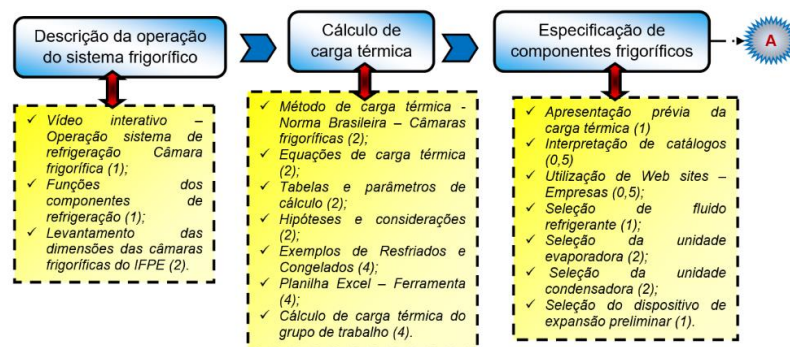 Descrição da operação
do sistema frigorífico
Cálculo de
carga térmica
Especificação de
componentes frigoríficos
A
✓ Vídeo interativo –
Operação sistema de
refrigeração Câmara
frigorífica (1);
✓ Funções dos
componentes de
refrigeração (1);
✓ Levantamento das
dimensões das câmaras
frigoríficas do IFPE (2).
✓ Método de carga térmica -
Norma Brasileira – Câmaras
frigoríficas (2);
✓ Equações de carga térmica
(2);
✓ Tabelas e parâmetros de
cálculo (2);
✓ Hipóteses e considerações
(2);
✓ Exemplos de Resfriados e
Congelados (4);
✓ Planilha Excel – Ferramenta
(4);
✓ Cálculo de carga térmica do
grupo de trabalho (4).
✓ Apresentação prévia da
carga térmica (1)
✓ Interpretação de catálogos
(0,5)
✓ Utilização de Web sites –
Empresas (0,5);
✓ Seleção de fluido
refrigerante (1);
✓ Seleção da unidade
evaporadora (2);
✓ Seleção da unidade
condensadora (2);
✓ Seleção do dispositivo de
expansão preliminar (1).